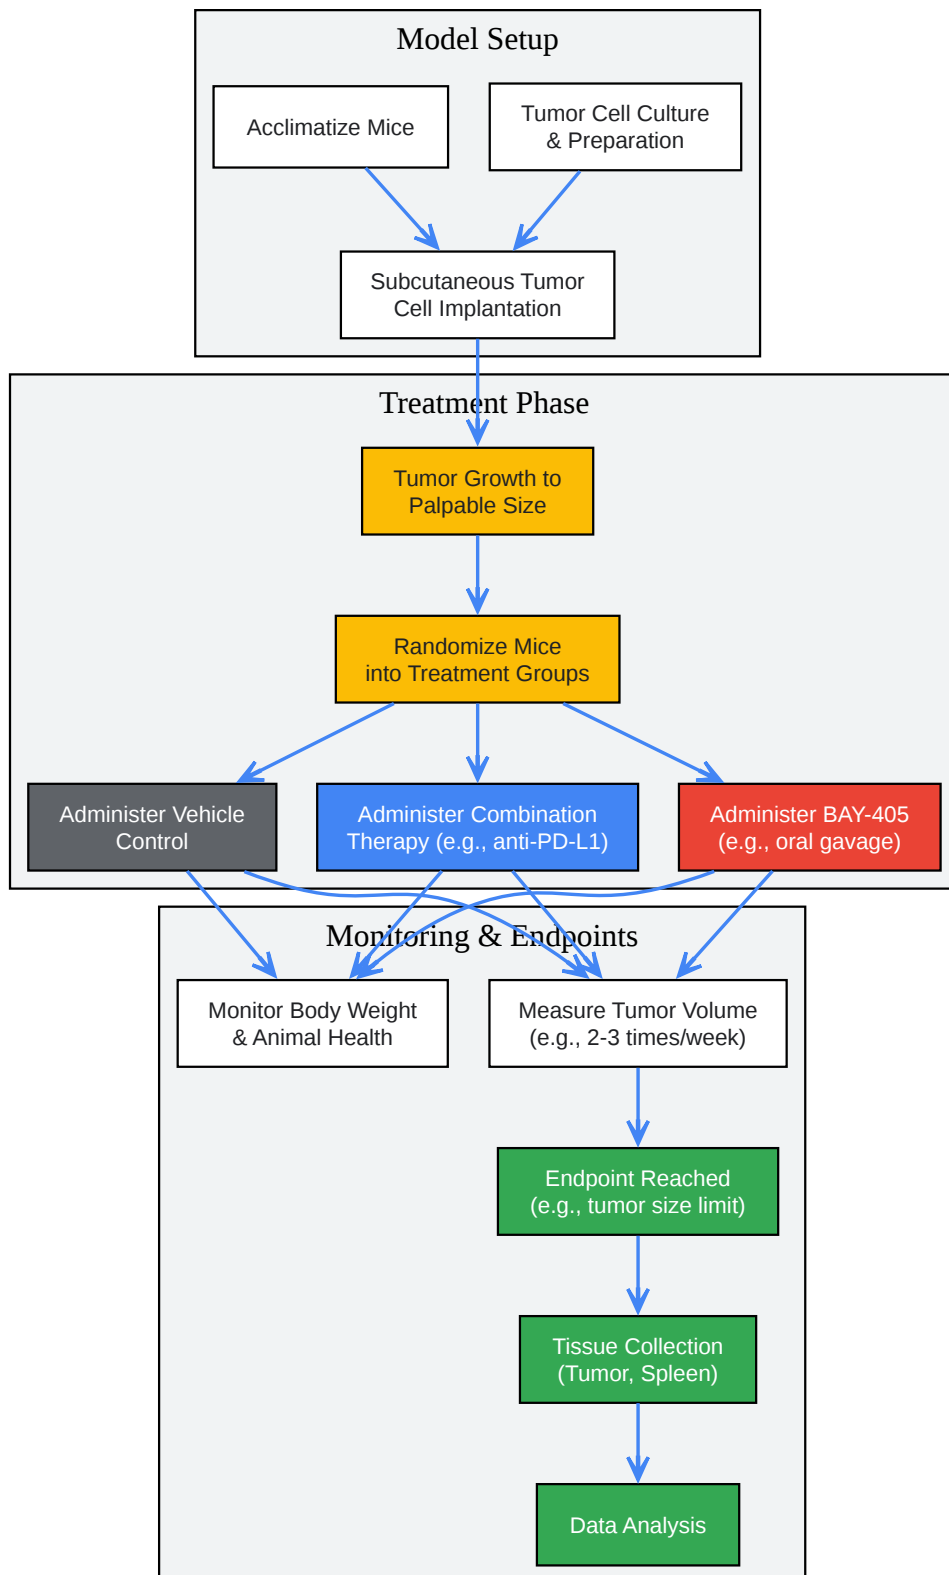 Model Setup
Acclimatize Mice
Tumor Cell Culture
& Preparation
Subcutaneous Tumor
Cell Implantation
Treatment Phase
Tumor Growth to
Palpable Size
Randomize Mice
into Treatment Groups
Administer Vehicle
Control
Administer Combination
Therapy (e.g., anti-PD-L1)
Administer BAY-405
(e.g., oral gavage)
Monitoring & Endpoints
Monitor Body Weight
& Animal Health
Measure Tumor Volume
(e.g., 2-3 times/week)
Endpoint Reached
(e.g., tumor size limit)
Tissue Collection
(Tumor, Spleen)
Data Analysis